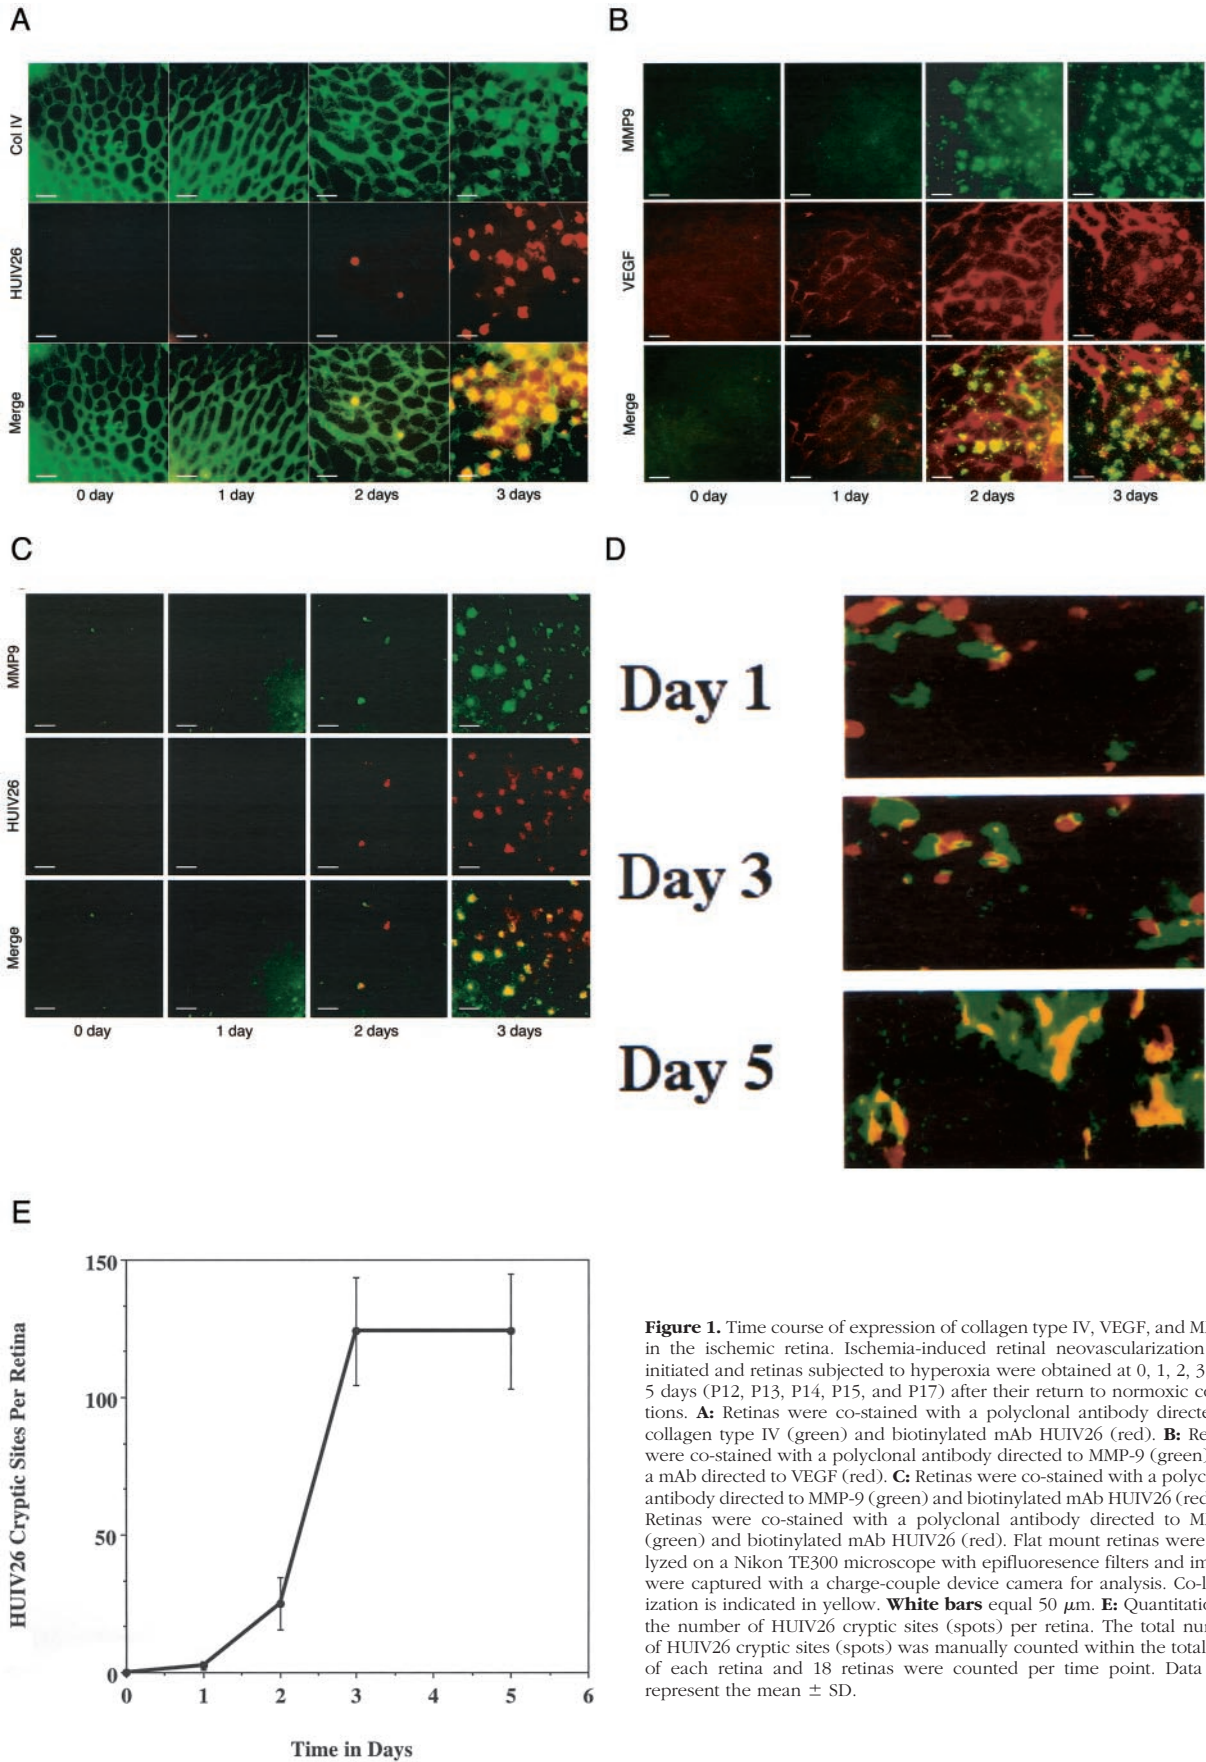 A
Col IV
HUIV26
Merge
0 day
1 day
2 days
3 days
B
MMP9
VEGF
Merge
0 day
1 day
2 days
3 days
C
MMP9
HUIV26
Merge
0 day
1 day
2 days
3 days
D
Day 1
Day 3
Day 5
E
HUIV26 Cryptic Sites Per Retina
150
100
50
0
0 1 2 3 4 5 6
Time in Days
Figure 1. Time course of expression of collagen type IV, VEGF, and M
in the ischemic retina. Ischemia-induced retinal neovascularization
initiated and retinas subjected to hyperoxia were obtained at 0, 1, 2, 3
5 days (P12, P13, P14, P15, and P17) after their return to normoxic co
tions. A: Retinas were co-stained with a polyclonal antibody directe
collagen type IV (green) and biotinylated mAb HUIV26 (red). B: Re
were co-stained with a polyclonal antibody directed to MMP-9 (green)
a mAb directed to VEGF (red). C: Retinas were co-stained with a polyc
antibody directed to MMP-9 (green) and biotinylated mAb HUIV26 (red
Retinas were co-stained with a polyclonal antibody directed to M
(green) and biotinylated mAb HUIV26 (red). Flat mount retinas were
lyzed on a Nikon TE300 microscope with epifluoresence filters and im
were captured with a charge-couple device camera for analysis. Co-l
ization is indicated in yellow. White bars equal 50 μm. E: Quantitatio
the number of HUIV26 cryptic sites (spots) per retina. The total nu
of HUIV26 cryptic sites (spots) was manually counted within the total
of each retina and 18 retinas were counted per time point. Data
represent the mean ± SD.